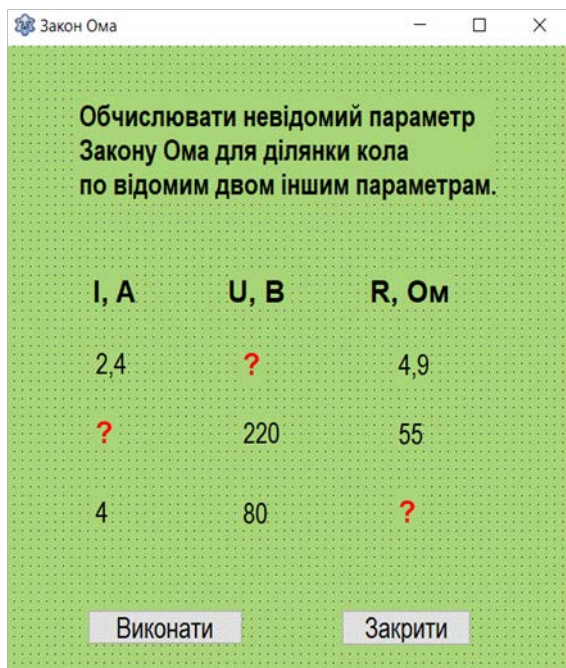 Закон Ома
Обчислювати невідомий параметр
Закону Ома для ділянки кола
по відомим двом іншим параметрам.
I, А U, В R, Ом
2,4 ? 4,9
? 220 55
4 80 ?
Виконати Закрити